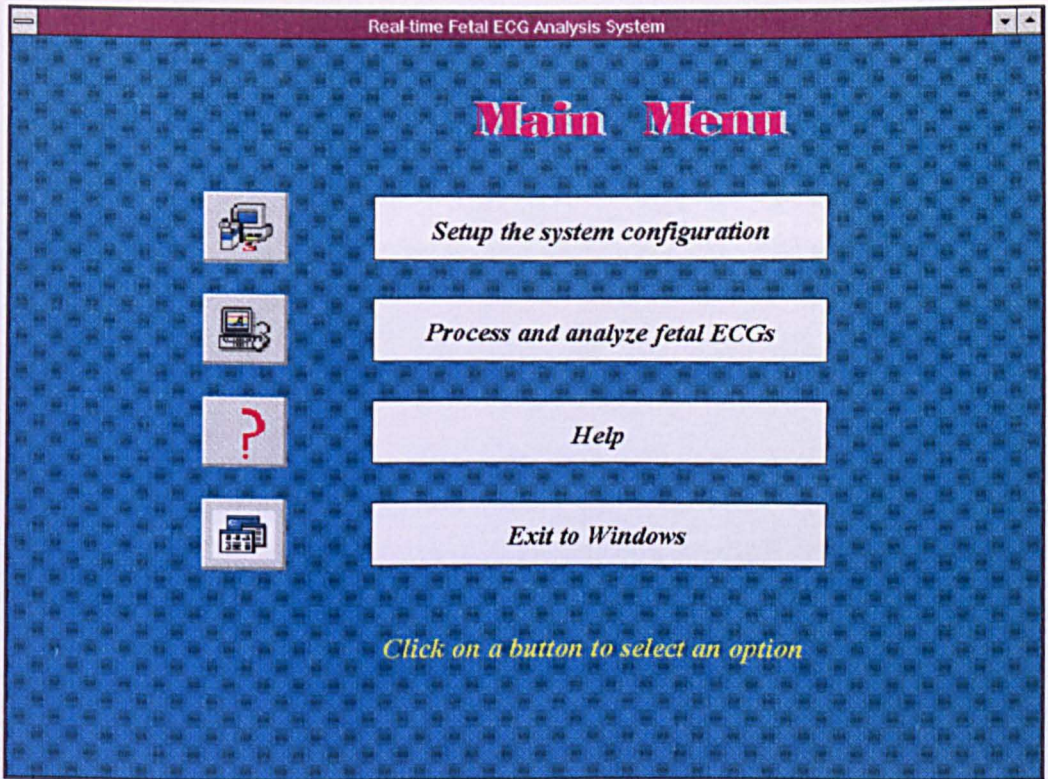 Real-time Fetal ECG Analysis System
Main Menu
Setup the system configuration
Process and analyze fetal ECGs
?
Help
Exit to Windows
Click on a button to select an option